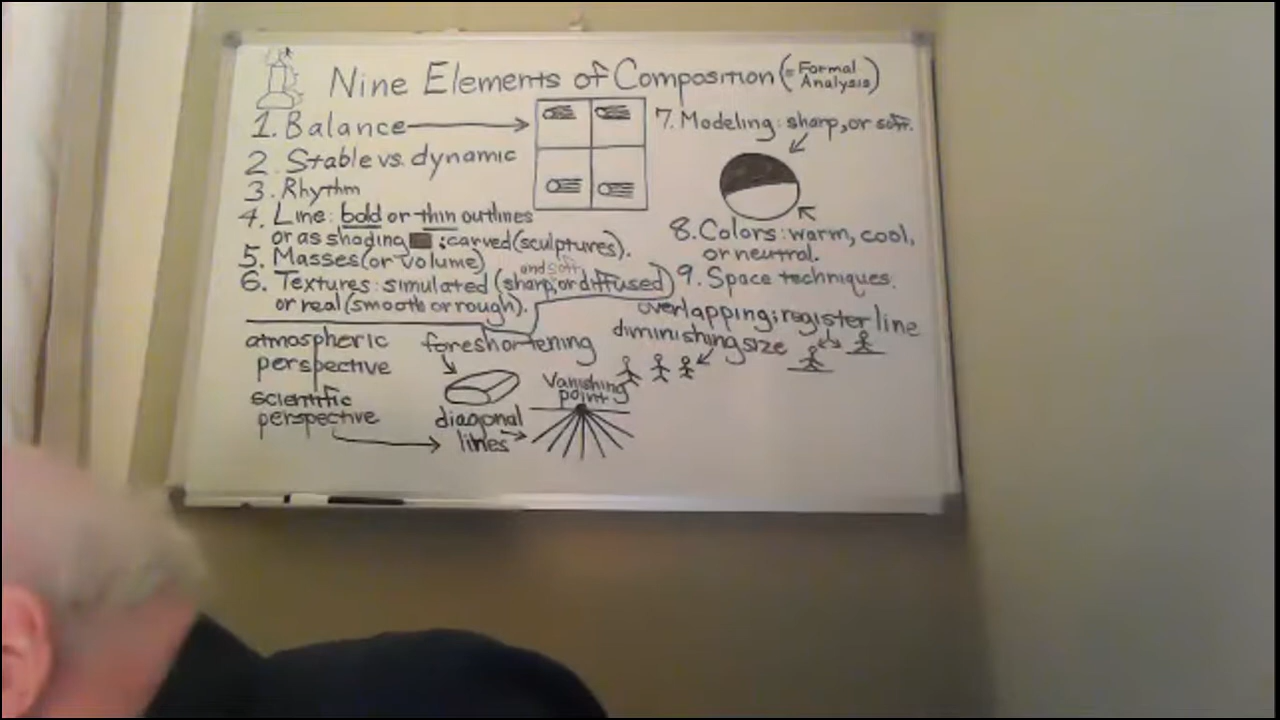 Nine Elements of Composition (= Formal Analysis)
1. Balance
2. Stable vs. dynamic
3. Rhythm
4. Line: bold or thin outlines
or as shading ; carved (sculptures).
5. Masses (or volume)
and soft
6. Textures: simulated (sharp, or diffused)
or real (smooth or rough).
7. Modeling: sharp, or soft.
8. Colors: warm, cool,
or neutral.
9. Space techniques.
overlapping; register line
diminishing size
atmospheric
perspective
foreshortening
scientific
perspective
diagonal
lines
Vanishing
point